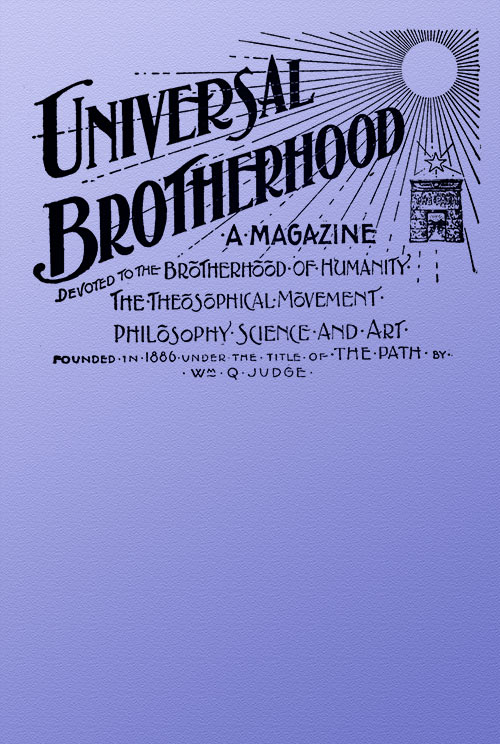 UNIVERSAL
BROTHERHOOD
·A·MAGAZINE
DEVOTED TO THE BROTHERHOOD·OF·HUMANITY·
THE·THEOSOPHICAL·MOVEMENT·
PHILOSOPHY·SCIENCE·AND·ART·
FOUNDED·IN·1886·UNDER·THE·TITLE·OF·THE·PATH·BY·
·WM·Q·JUDGE·